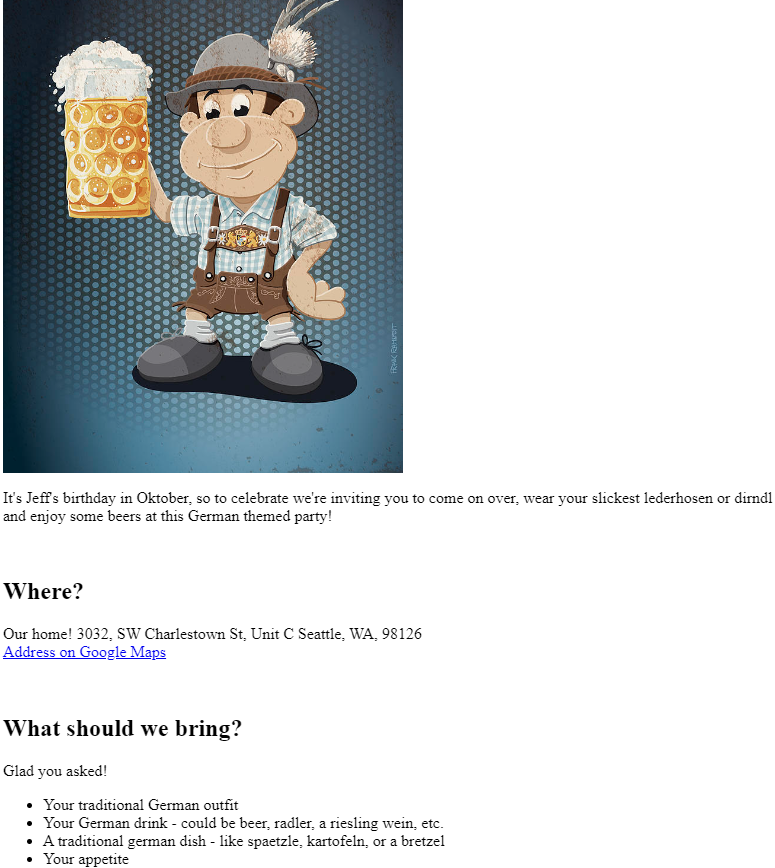 FRANK RAMSPOTT
It's Jeff's birthday in Oktober, so to celebrate we're inviting you to come on over, wear your slickest lederhosen or dirndl
and enjoy some beers at this German themed party!
Where?
Our home! 3032, SW Charlestown St, Unit C Seattle, WA, 98126
Address on Google Maps
What should we bring?
Glad you asked!
• Your traditional German outfit
• Your German drink - could be beer, radler, a riesling wein, etc.
• A traditional german dish - like spaetzle, kartofeln, or a bretzel
• Your appetite